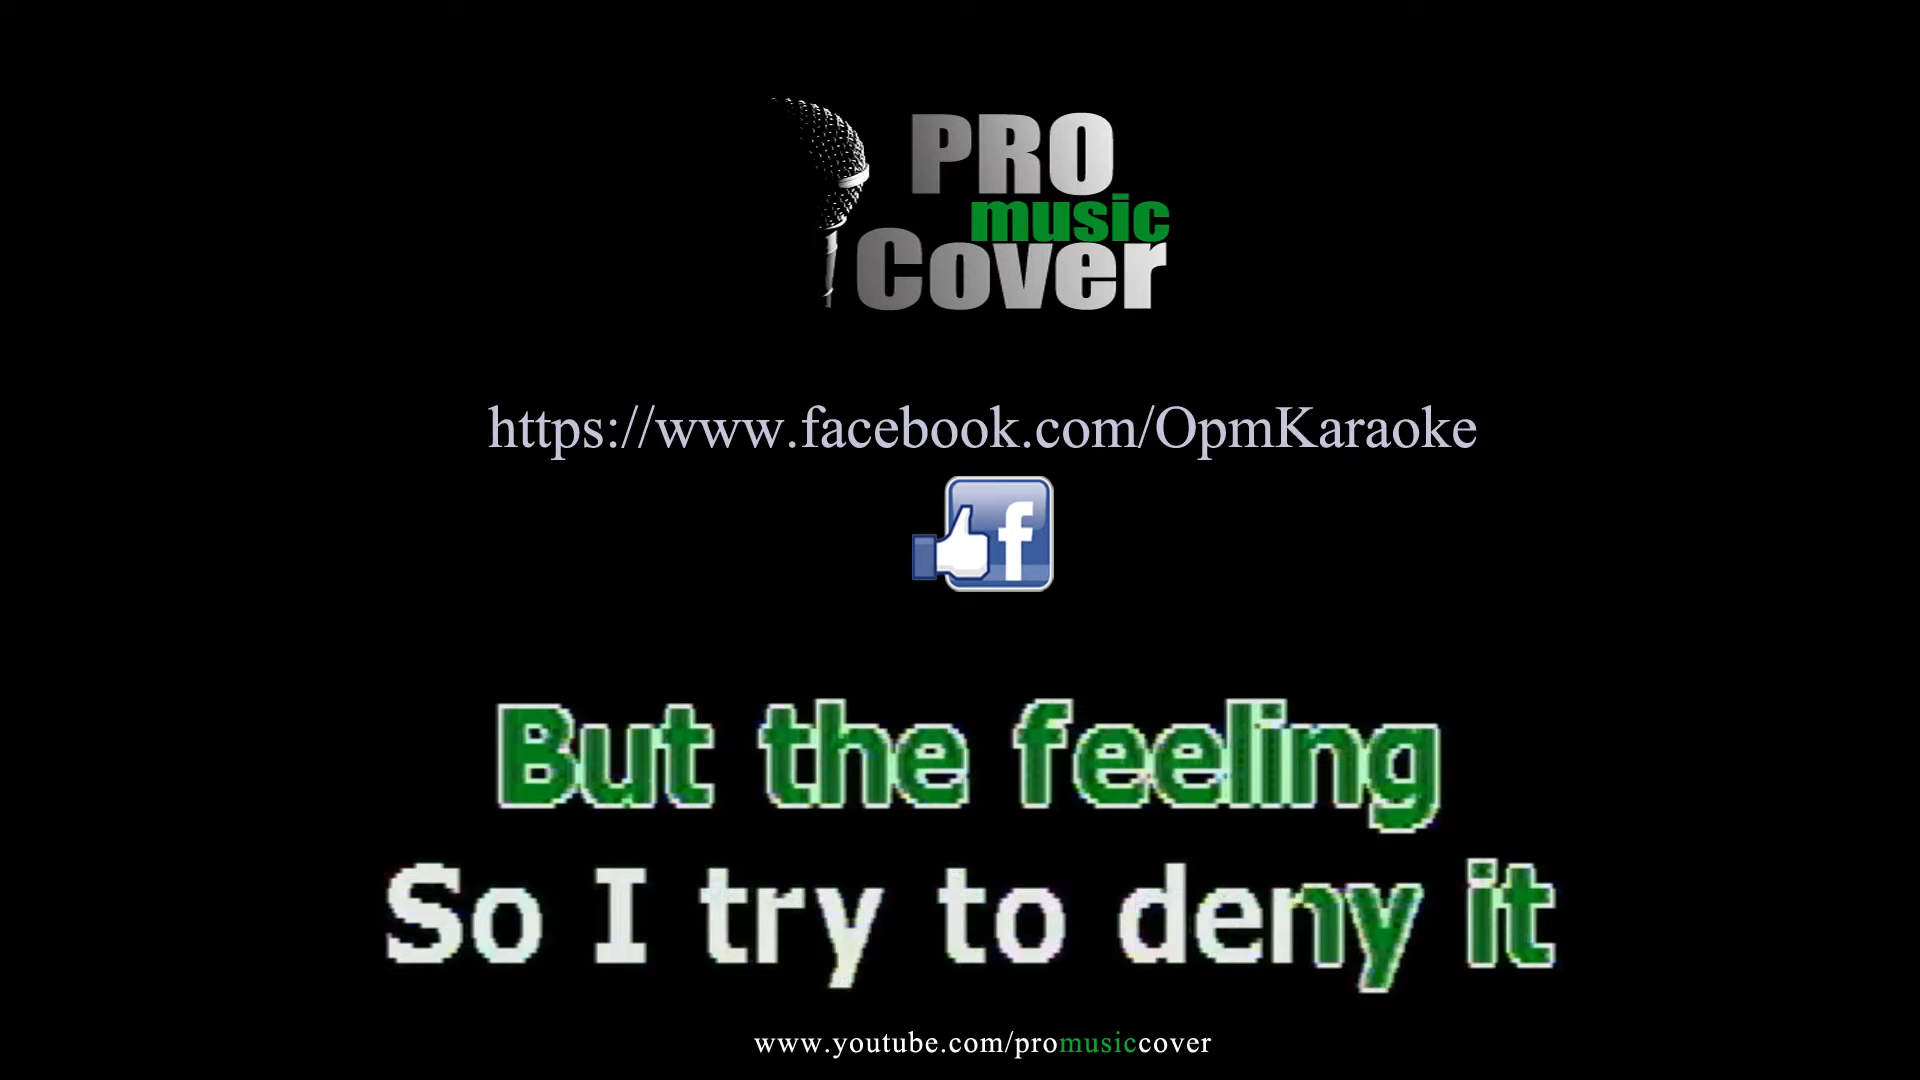 PRO
music
Cover
https://www.facebook.com/OpmKaraoke
f
But the feeling
So I try to deny it
www.youtube.com/promusiccover